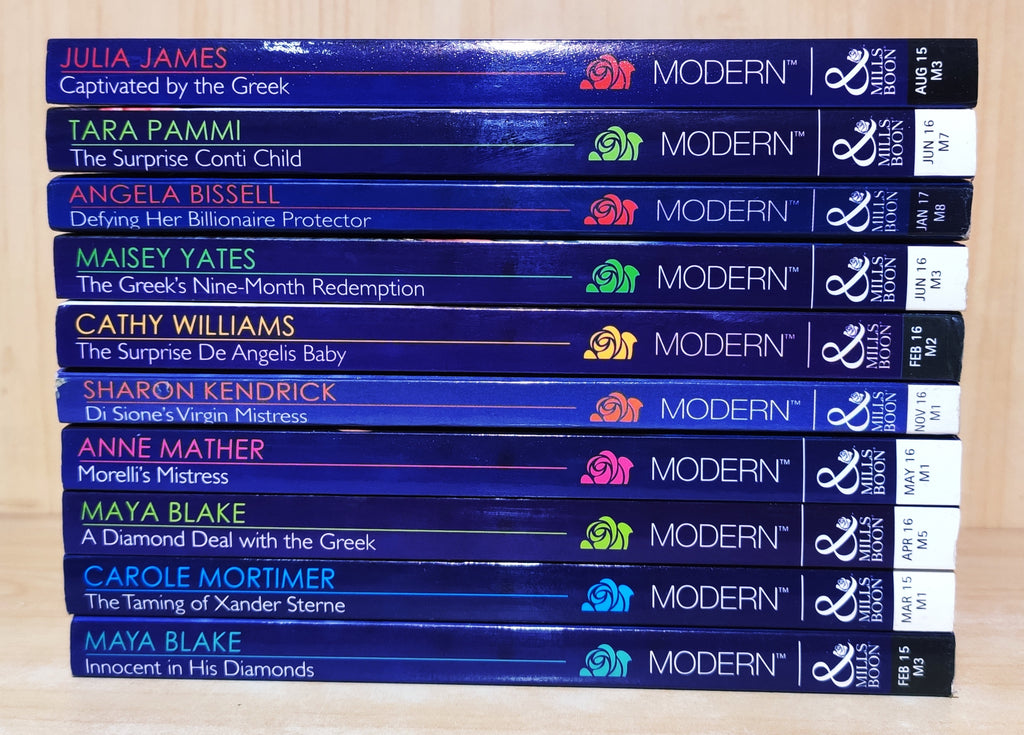 JULIA JAMES
Captivated by the Greek
MODERN™
& MILLS BOON
AUG 15
M3
TARA PAMMI
The Surprise Conti Child
MODERN™
& MILLS BOON
JUN 16
M7
ANGELA BISSELL
Defying Her Billionaire Protector
MODERN™
& MILLS BOON
JAN 17
M8
MAISEY YATES
The Greek's Nine-Month Redemption
MODERN™
& MILLS BOON
JUN 16
M3
CATHY WILLIAMS
The Surprise De Angelis Baby
MODERN™
& MILLS BOON
FEB 16
M2
SHARON KENDRICK
Di Sione's Virgin Mistress
MODERN™
& MILLS BOON
NOV 16
M1
ANNE MATHER
Morelli's Mistress
MODERN™
& MILLS BOON
MAY 16
M1
MAYA BLAKE
A Diamond Deal with the Greek
MODERN™
& MILLS BOON
APR 16
M5
CAROLE MORTIMER
The Taming of Xander Sterne
MODERN™
& MILLS BOON
MAR 15
M1
MAYA BLAKE
Innocent in His Diamonds
MODERN™
& MILLS BOON
FEB 15
M3